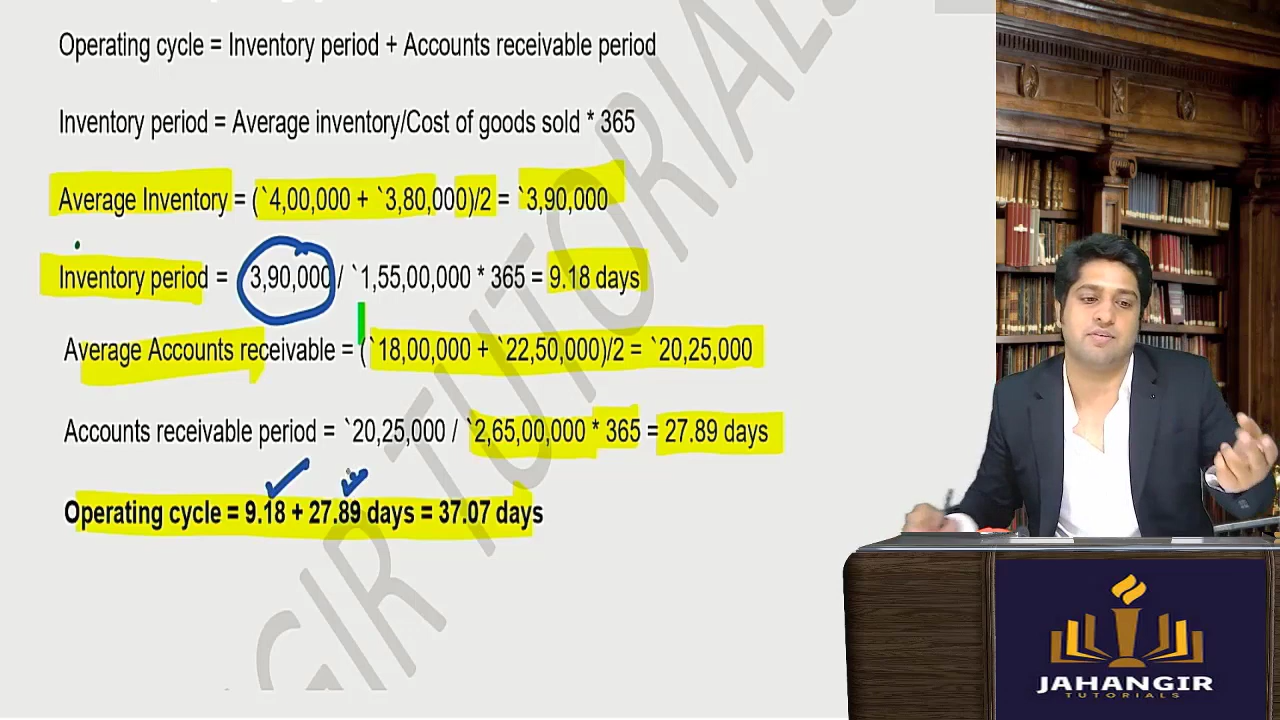 Operating cycle = Inventory period + Accounts receivable period
Inventory period = Average inventory/Cost of goods sold * 365
Average Inventory = (`4,00,000 + `3,80,000)/2 = `3,90,000
Inventory period = 3,90,000 / `1,55,00,000 * 365 = 9.18 days
Average Accounts receivable = (`18,00,000 + `22,50,000)/2 = `20,25,000
Accounts receivable period = `20,25,000 / `2,65,00,000 * 365 = 27.89 days
Operating cycle = 9.18 + 27.89 days = 37.07 days
GIR TUTORIALS
JAHANGIR
TUTORIALS